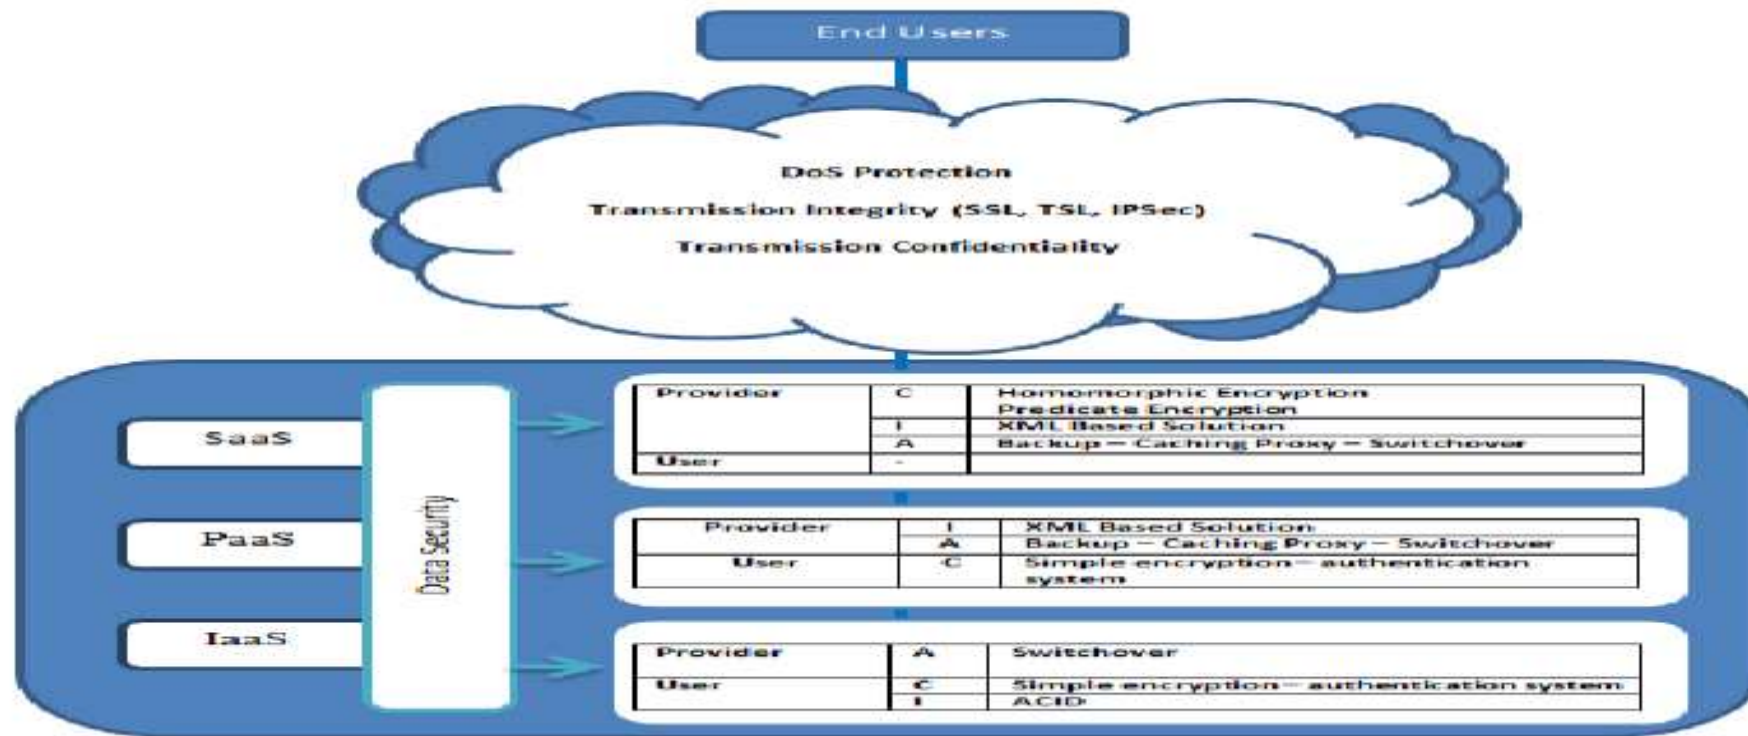 End Users
DoS Protection
Transmission Integrity (SSL, TSL, IPSec)
Transmission Confidentiality
SaaS
PaaS
IaaS
Data Security
Provider C Homomorphic Encryption
Predicate Encryption
I XML Based Solution
A Backup – Caching Proxy – Switchover
User -
Provider I XML Based Solution
A Backup – Caching Proxy – Switchover
User C Simple encryption– authentication
system
Provider A Switchover
User C Simple encryption– authentication system
I ACID